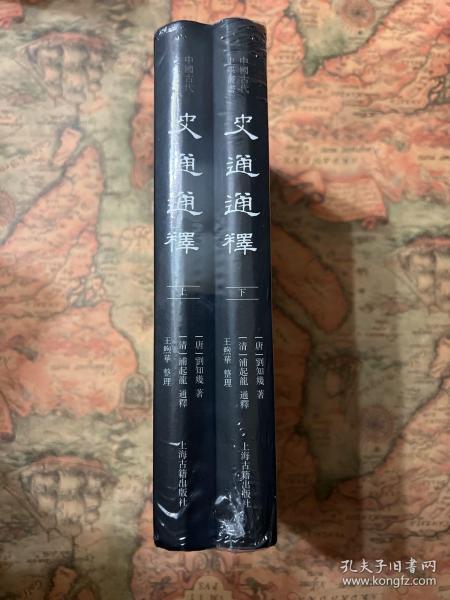 中國古代
史學叢書
史通通釋
上
[唐]劉知幾 著
[清]浦起龍 通釋
王煦華 整理
上海古籍出版社
中國古代
史學叢書
史通通釋
下
[唐]劉知幾 著
[清]浦起龍 通釋
王煦華 整理
上海古籍出版社
孔夫子旧书网
www.kongfz.com